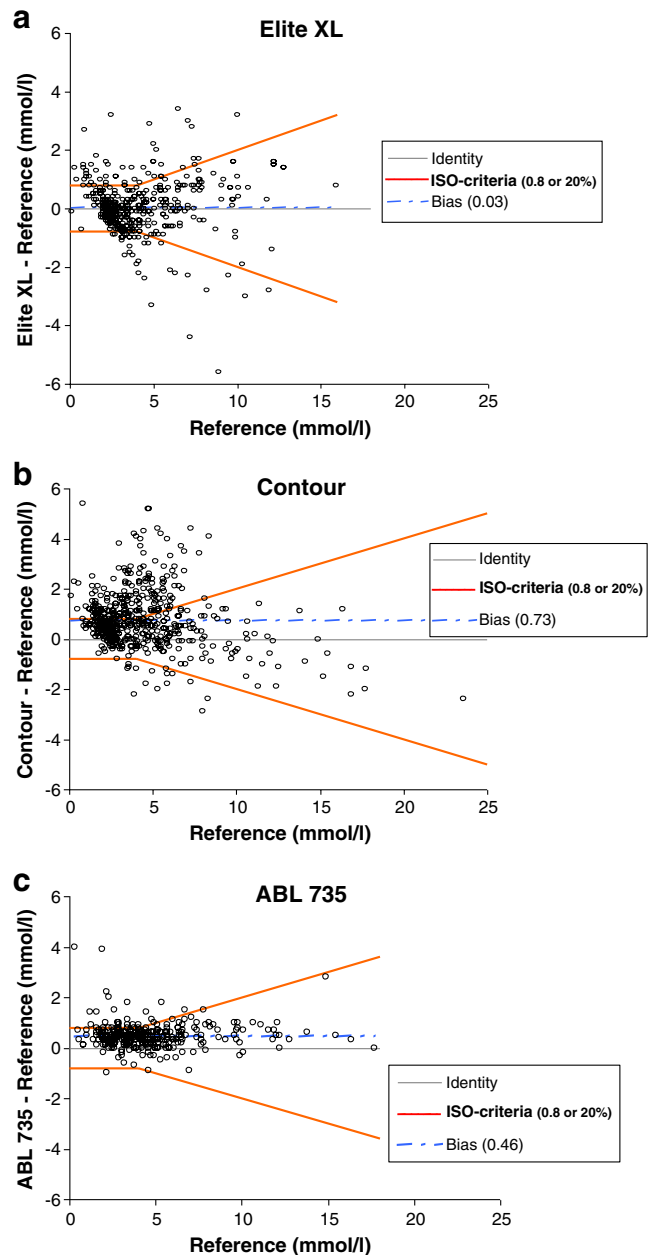 a
Elite XL
Elite XL - Reference (mmol/l)
6
4
2
0
-2
-4
-6
0 5 10 15 20 25
Reference (mmol/l)
Identity
ISO-criteria (0.8 or 20%)
Bias (0.03)
b
Contour
Contour - Reference (mmol/l)
6
4
2
0
-2
-4
-6
0 5 10 15 20 25
Reference (mmol/l)
Identity
ISO-criteria (0.8 or 20%)
Bias (0.73)
c
ABL 735
ABL 735 - Reference (mmol/l)
6
4
2
0
-2
-4
-6
0 5 10 15 20 25
Reference (mmol/l)
Identity
ISO-criteria (0.8 or 20%)
Bias (0.46)